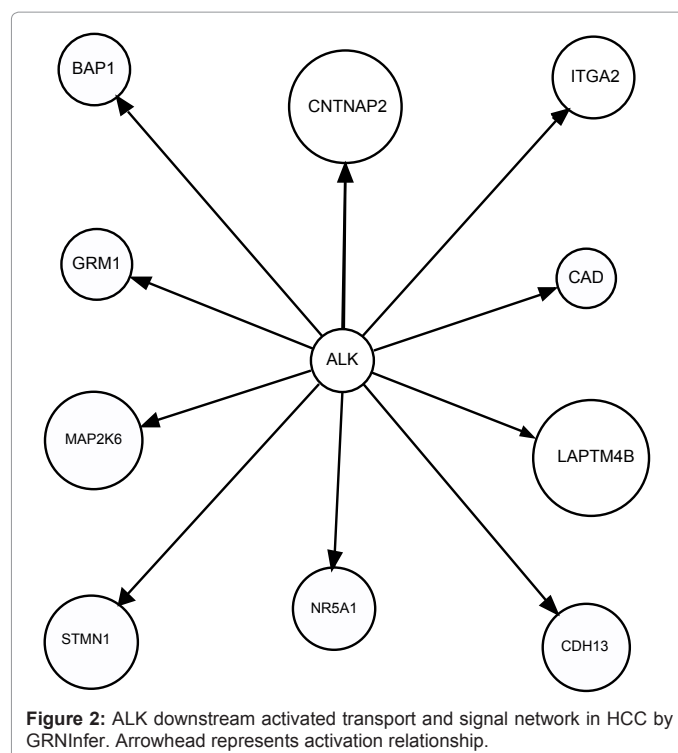 BAP1
CNTNAP2
ITGA2
GRM1
CAD
ALK
MAP2K6
LAPTM4B
STMN1
NR5A1
CDH13
Figure 2: ALK downstream activated transport and signal network in HCC by
GRNInfer. Arrowhead represents activation relationship.